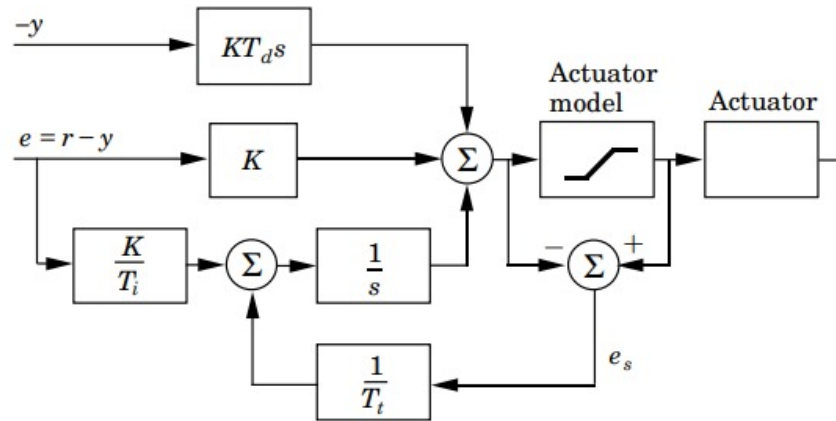 −y
KT_d s
Actuator
model
Actuator
e = r − y
K
Σ
K
T_i
Σ
1
s
−
Σ
+
1
T_t
e_s